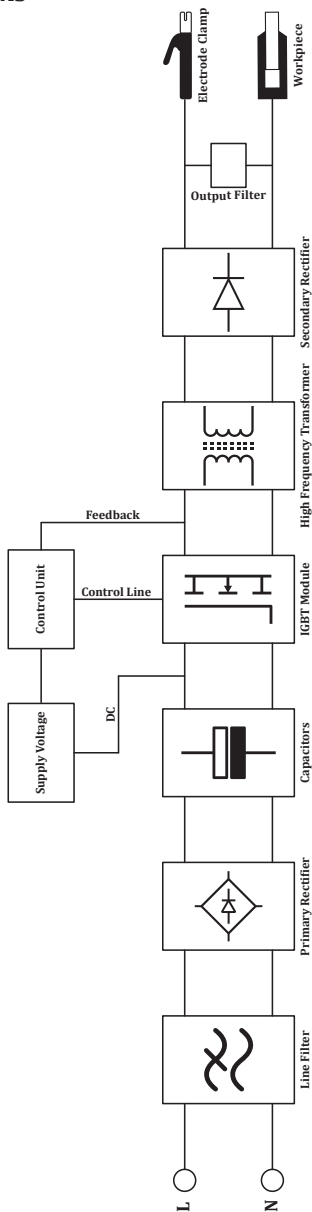 L
N
Line Filter
Primary Rectifier
Capacitors
IGBT Module
High Frequency Transformer
Secondary Rectifier
Output Filter
Electrode Clamp
Workpiece
Supply Voltage
Control Unit
DC
Control Line
Feedback